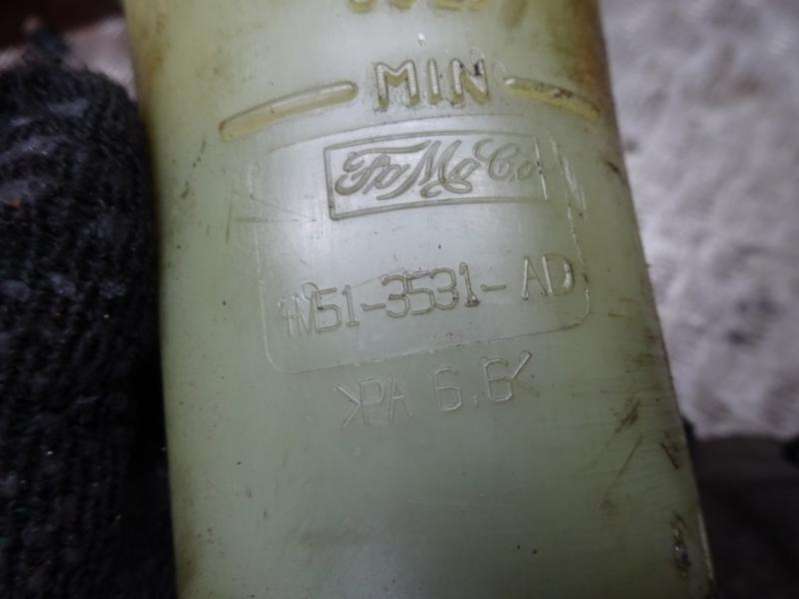 MIN
FoMoCo
4M51-3531-AD
>PA 6.6<